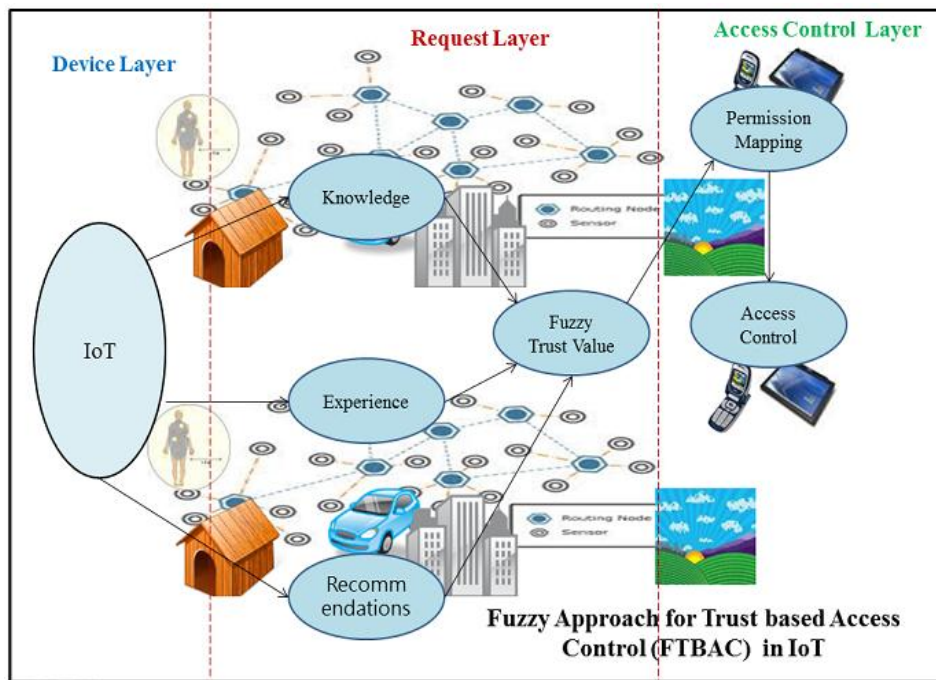 Device Layer
Request Layer
Access Control Layer
Permission
Mapping
Knowledge
Routing Node
Sensor
Fuzzy
Trust Value
Access
Control
IoT
Experience
Routing Node
Sensor
Recomm
endations
Fuzzy Approach for Trust based Access
Control (FTBAC) in IoT